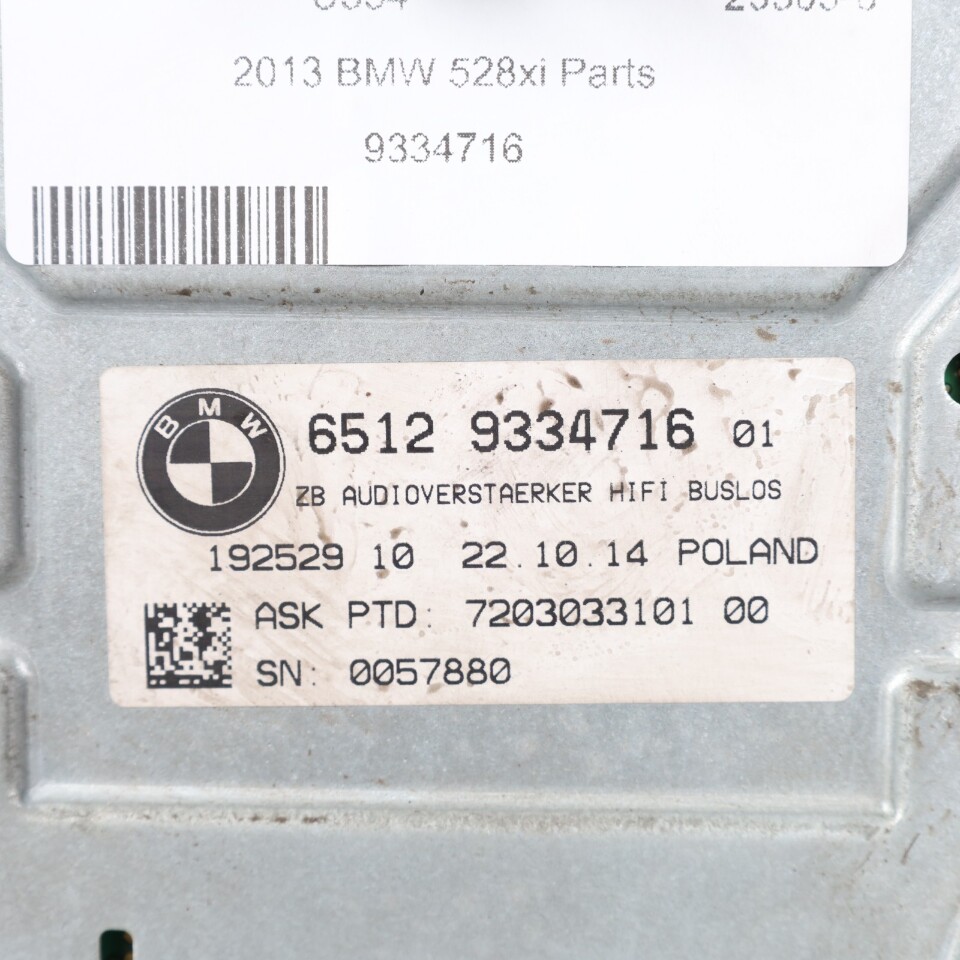 2013 BMW 528xi Parts
9334716
BMW
6512 9334716 01
ZB AUDIOVERSTAERKER HIFI BUSLOS
192529 10 22.10.14 POLAND
ASK PTD: 7203033101 00
SN: 0057880